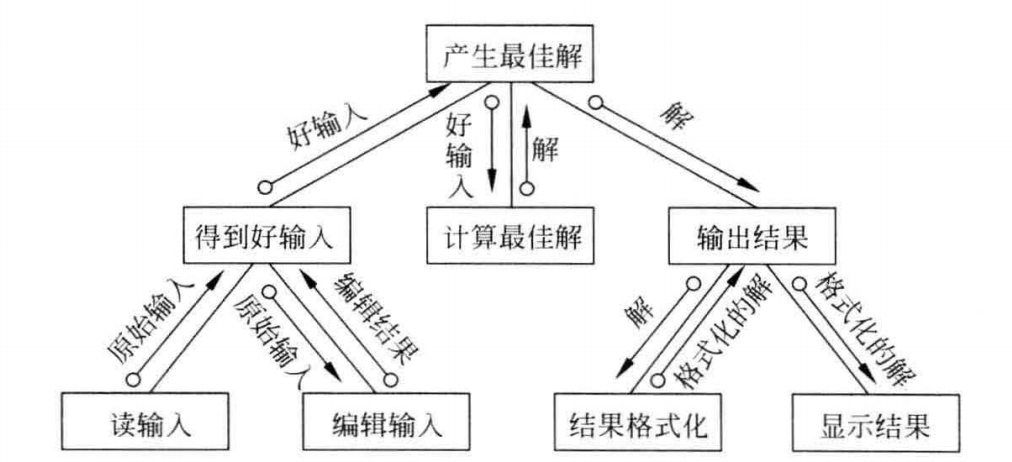 产生最佳解
好输入
好输入
解
解
得到好输入
计算最佳解
输出结果
原始输入
原始输入
编辑结果
解
格式化的解
格式化的解
读输入
编辑输入
结果格式化
显示结果